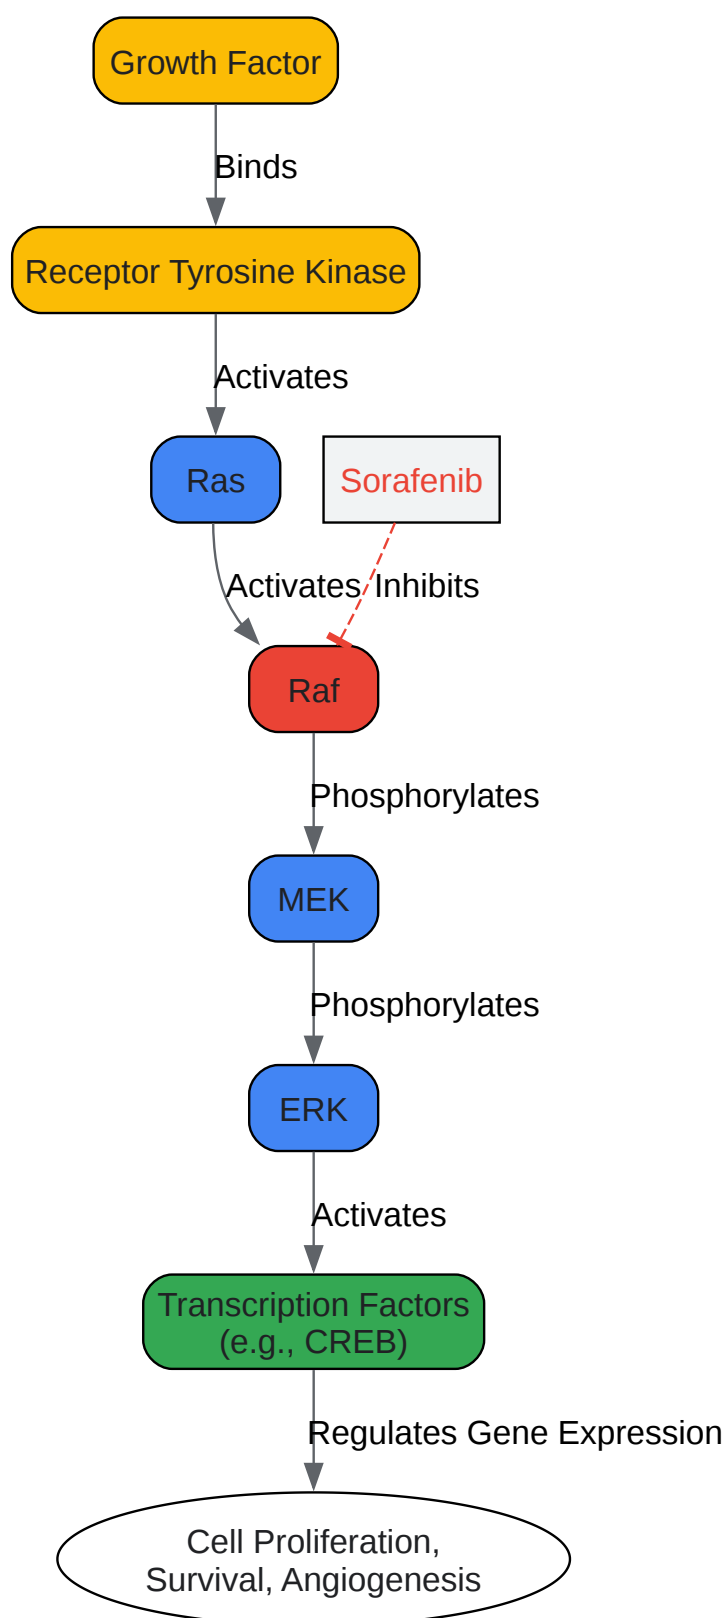 Growth Factor
Binds
Receptor Tyrosine Kinase
Activates
Ras
Sorafenib
Activates
Inhibits
Raf
Phosphorylates
MEK
Phosphorylates
ERK
Activates
Transcription Factors
(e.g., CREB)
Regulates Gene Expression
Cell Proliferation,
Survival, Angiogenesis